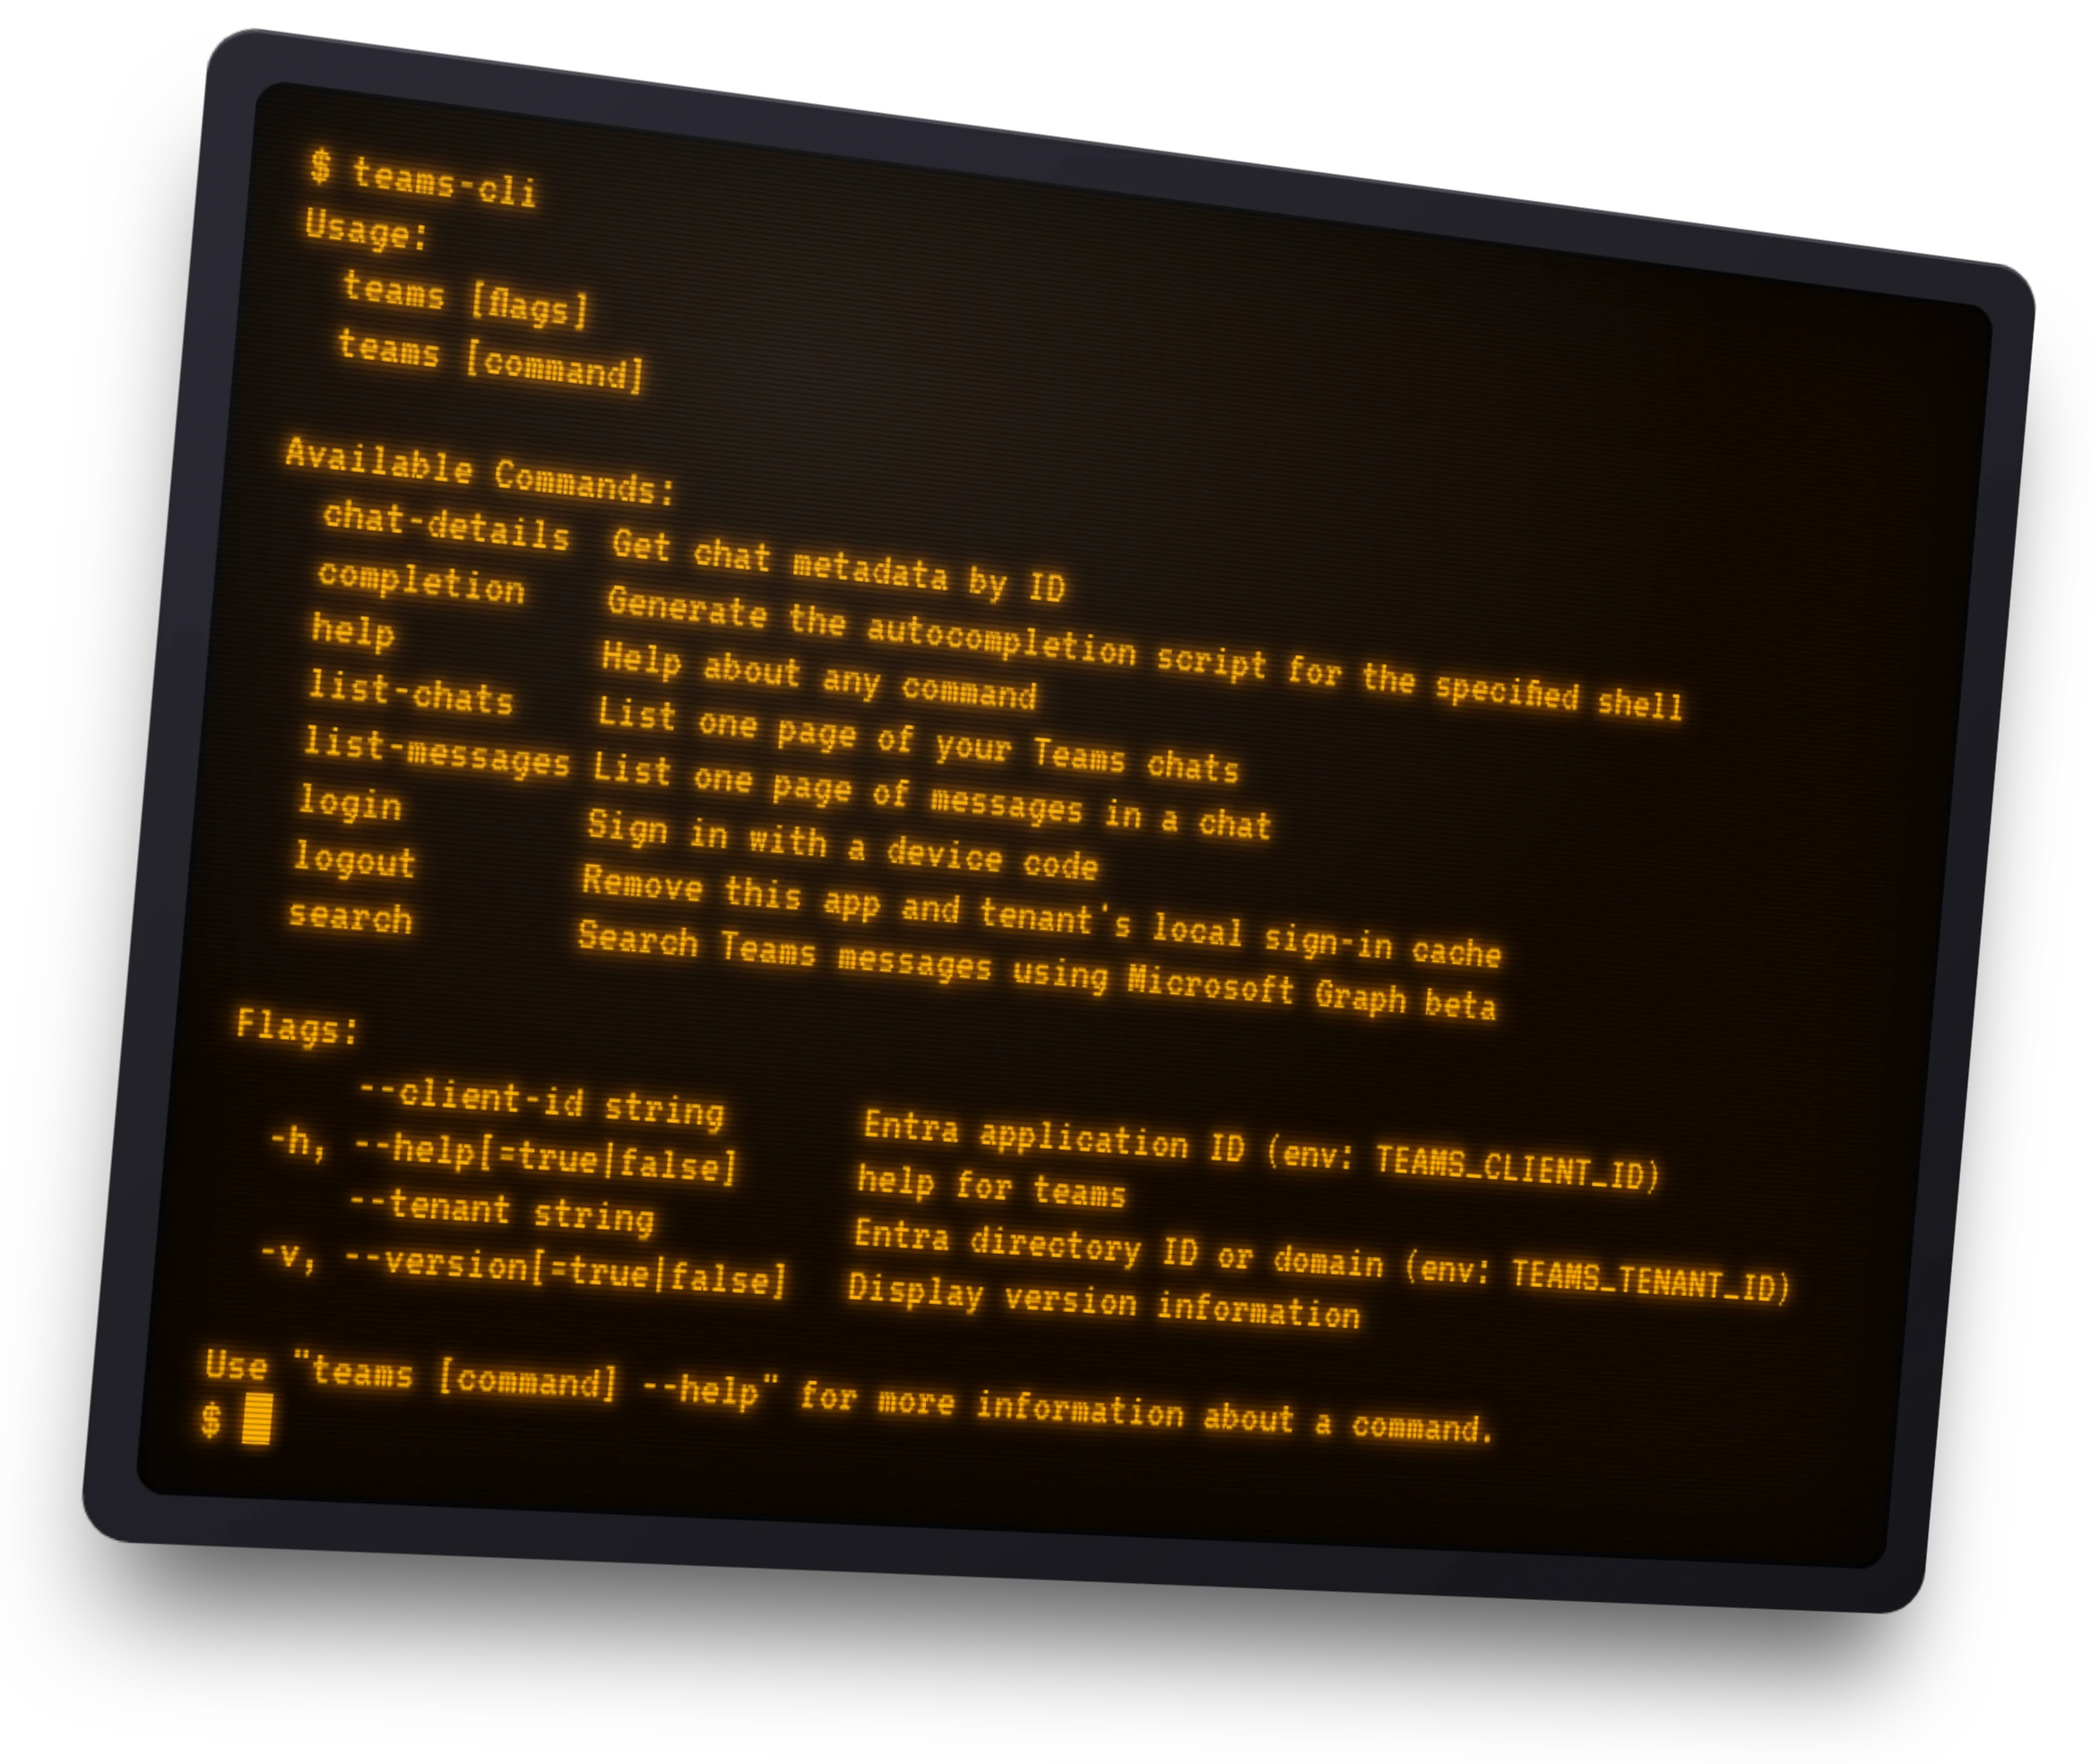 $ teams-cli
Usage:
  teams [flags]
  teams [command]

Available Commands:
  chat-details  Get chat metadata by ID
  completion    Generate the autocompletion script for the specified shell
  help          Help about any command
  list-chats    List one page of your Teams chats
  list-messages List one page of messages in a chat
  login         Sign in with a device code
  logout        Remove this app and tenant's local sign-in cache
  search        Search Teams messages using Microsoft Graph beta

Flags:
      --client-id string       Entra application ID (env: TEAMS_CLIENT_ID)
  -h, --help[=true|false]      help for teams
      --tenant string          Entra directory ID or domain (env: TEAMS_TENANT_ID)
  -v, --version[=true|false]   Display version information

Use "teams [command] --help" for more information about a command.
$